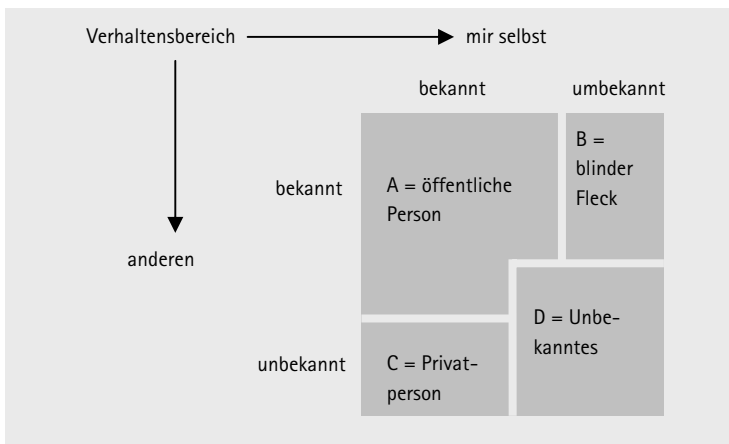 Verhaltensbereich
mir selbst
bekannt
umbekannt
B =
blinder
Fleck
bekannt
A = öffentliche
Person
anderen
D = Unbe-
kanntes
unbekannt
C = Privat-
person